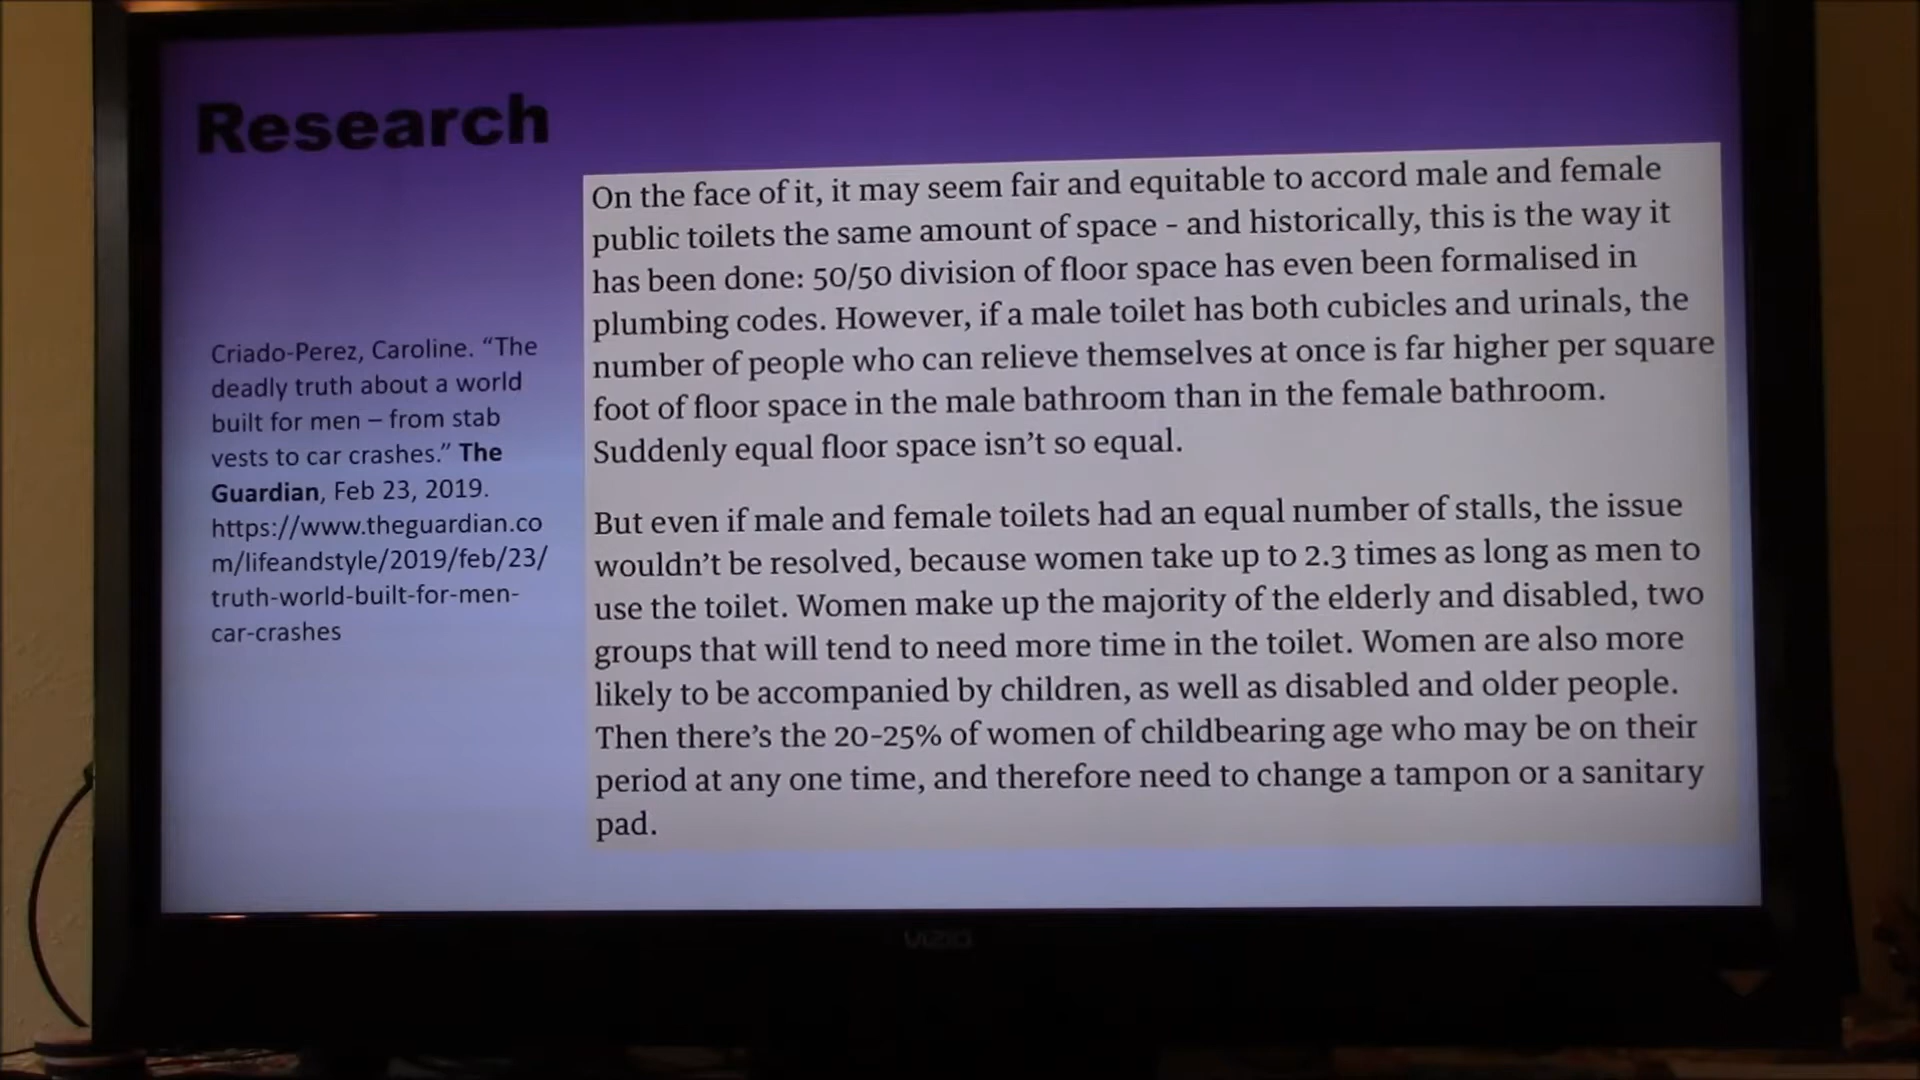 Research
Criado-Perez, Caroline. “The
deadly truth about a world
built for men – from stab
vests to car crashes.” The
Guardian, Feb 23, 2019.
https://www.theguardian.co
m/lifeandstyle/2019/feb/23/
truth-world-built-for-men-
car-crashes
On the face of it, it may seem fair and equitable to accord male and female
public toilets the same amount of space - and historically, this is the way it
has been done: 50/50 division of floor space has even been formalised in
plumbing codes. However, if a male toilet has both cubicles and urinals, the
number of people who can relieve themselves at once is far higher per square
foot of floor space in the male bathroom than in the female bathroom.
Suddenly equal floor space isn’t so equal.
But even if male and female toilets had an equal number of stalls, the issue
wouldn’t be resolved, because women take up to 2.3 times as long as men to
use the toilet. Women make up the majority of the elderly and disabled, two
groups that will tend to need more time in the toilet. Women are also more
likely to be accompanied by children, as well as disabled and older people.
Then there’s the 20-25% of women of childbearing age who may be on their
period at any one time, and therefore need to change a tampon or a sanitary
pad.
VIZIO